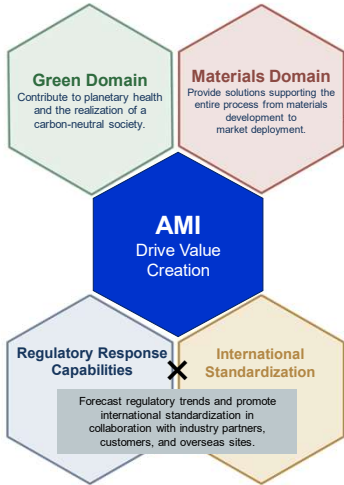 Green Domain
Contribute to planetary health
and the realization of a
carbon-neutral society.
Materials Domain
Provide solutions supporting the
entire process from materials
development to
market deployment.
AMI
Drive Value
Creation
Regulatory Response
Capabilities
×
International
Standardization
Forecast regulatory trends and promote
international standardization in
collaboration with industry partners,
customers, and overseas sites.